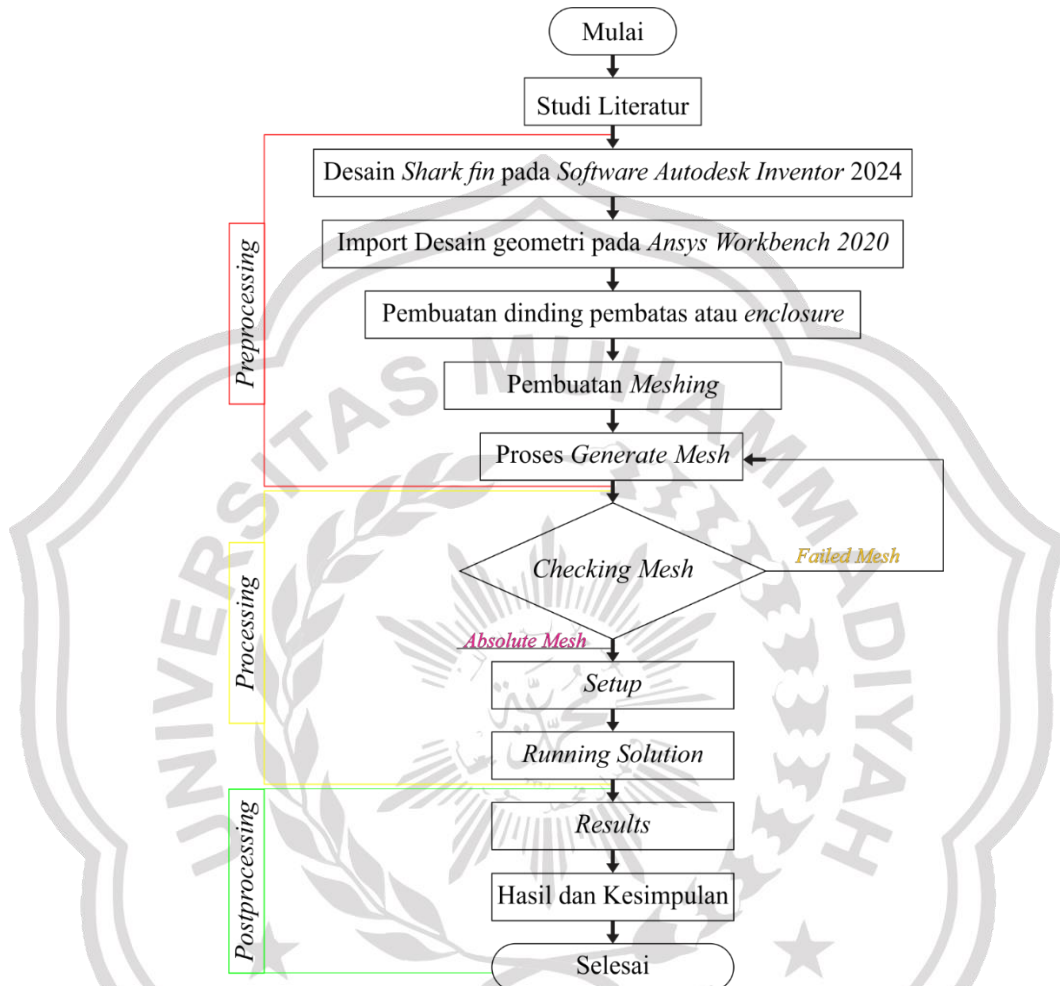 Mulai
Studi Literatur
Desain Shark fin pada Software Autodesk Inventor 2024
Import Desain geometri pada Ansys Workbench 2020
Pembuatan dinding pembatas atau enclosure
Pembuatan Meshing
Proses Generate Mesh
Checking Mesh
Failed Mesh
Absolute Mesh
Setup
Running Solution
Results
Hasil dan Kesimpulan
Selesai
Preprocessing
Processing
Postprocessing
UNIVERSITAS MUHAMMADIYAH